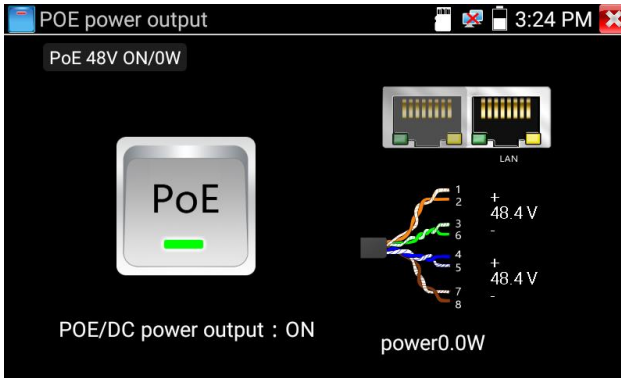 POE power output
3:24 PM
PoE 48V ON/0W
LAN
PoE
1
2
+
48.4 V
3
6
-
4
5
+
48.4 V
7
8
-
POE/DC power output：ON
power0.0W